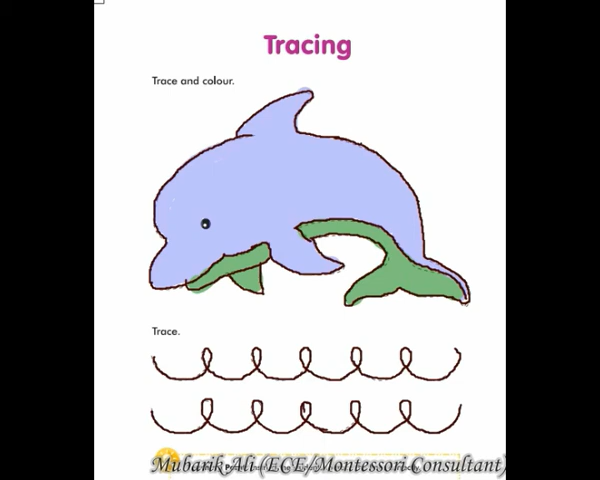 Tracing
Trace and colour.
Trace.
Mubarik Ali (ECE/Montessori Consultant)